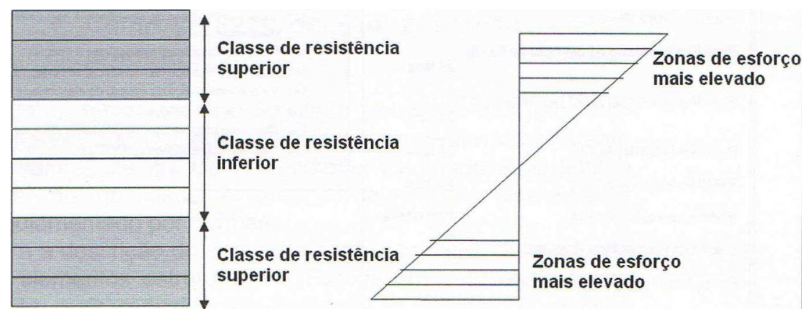 Classe de resistência
superior
Zonas de esforço
mais elevado
Classe de resistência
inferior
Classe de resistência
superior
Zonas de esforço
mais elevado